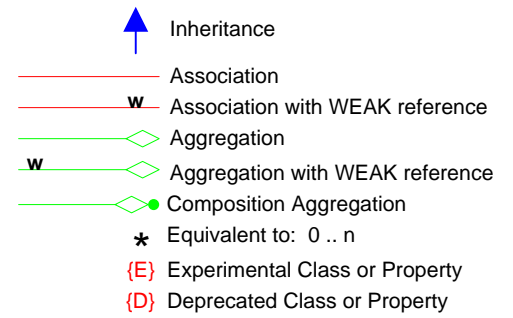 Inheritance
Association
w Association with WEAK reference
Aggregation
w Aggregation with WEAK reference
Composition Aggregation
* Equivalent to: 0 .. n
{E} Experimental Class or Property
{D} Deprecated Class or Property